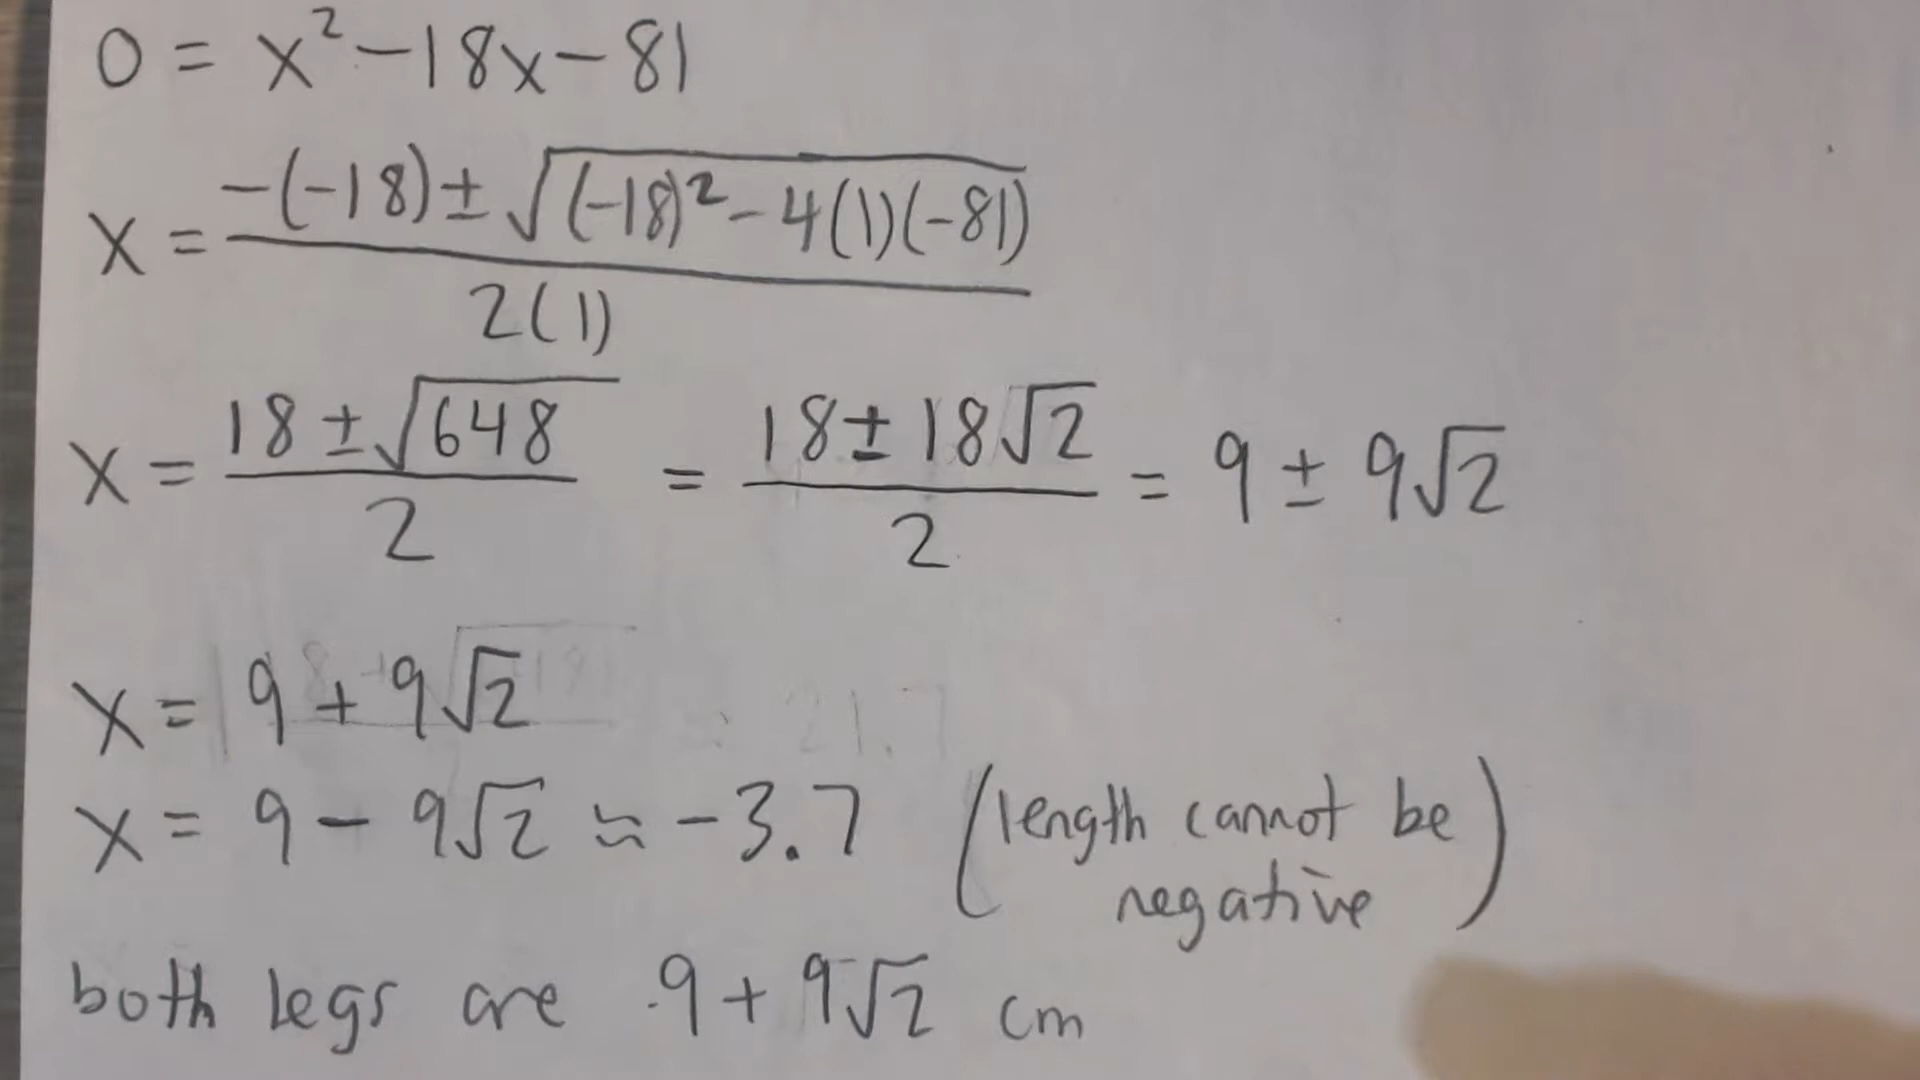 0 = x² - 18x - 81
x = (-(-18) ± √((-18)² - 4(1)(-81))) / 2(1)
x = (18 ± √648) / 2 = (18 ± 18√2) / 2 = 9 ± 9√2
x = 9 + 9√2
x = 9 - 9√2 ≈ -3.7 (length cannot be negative)
both legs are 9 + 9√2 cm